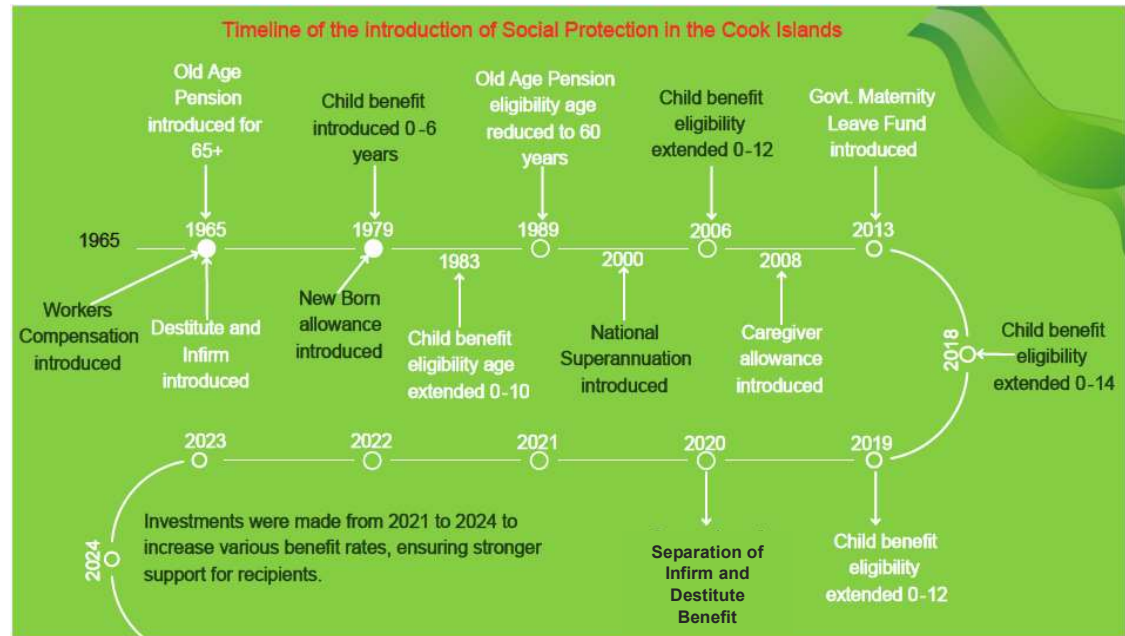 Timeline of the introduction of Social Protection in the Cook Islands
Old Age
Pension
introduced for
65+
Child benefit
introduced 0-6
years
Old Age Pension
eligibility age
reduced to 60
years
Child benefit
eligibility
extended 0-12
Govt. Maternity
Leave Fund
introduced
1965
1965
1979
1989
2006
2013
1983
2000
2008
Workers
Compensation
introduced
Destitute and
Infirm
introduced
New Born
allowance
introduced
Child benefit
eligibility age
extended 0-10
National
Superannuation
introduced
Caregiver
allowance
introduced
2018
Child benefit
eligibility
extended 0-14
2023
2022
2021
2020
2019
2024
Investments were made from 2021 to 2024 to
increase various benefit rates, ensuring stronger
support for recipients.
Separation of
Infirm and
Destitute
Benefit
Child benefit
eligibility
extended 0-12